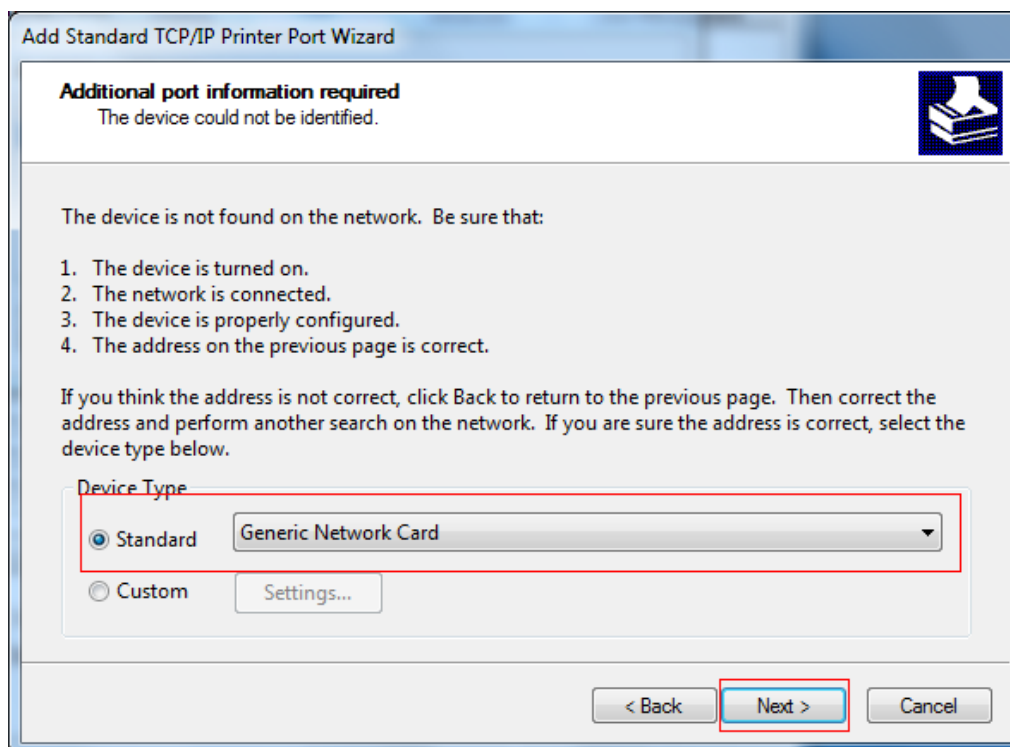 Add Standard TCP/IP Printer Port Wizard
Additional port information required
The device could not be identified.
The device is not found on the network.  Be sure that:
1.  The device is turned on.
2.  The network is connected.
3.  The device is properly configured.
4.  The address on the previous page is correct.
If you think the address is not correct, click Back to return to the previous page.  Then correct the
address and perform another search on the network.  If you are sure the address is correct, select the
device type below.
Device Type
Standard
Generic Network Card
Custom
Settings...
< Back
Next >
Cancel